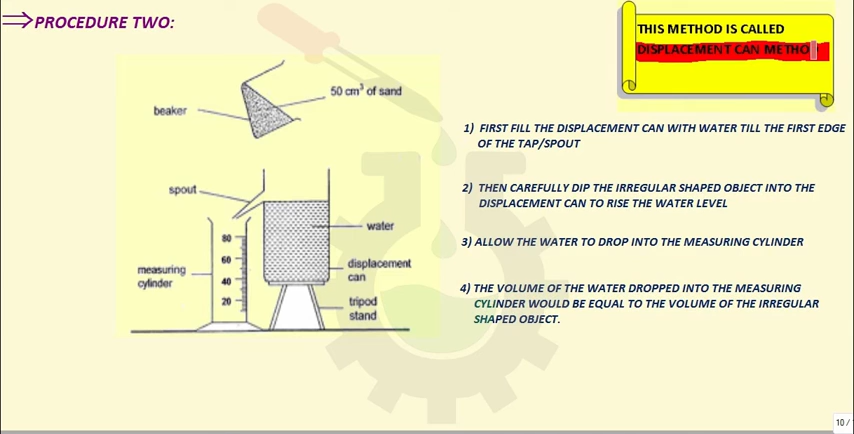 PROCEDURE TWO:
THIS METHOD IS CALLED
DISPLACEMENT CAN METHO
50 cm³ of sand
beaker
spout
water
80
60
40
20
measuring
cylinder
displacement
can
tripod
stand
1) FIRST FILL THE DISPLACEMENT CAN WITH WATER TILL THE FIRST EDGE
OF THE TAP/SPOUT
2) THEN CAREFULLY DIP THE IRREGULAR SHAPED OBJECT INTO THE
DISPLACEMENT CAN TO RISE THE WATER LEVEL
3) ALLOW THE WATER TO DROP INTO THE MEASURING CYLINDER
4) THE VOLUME OF THE WATER DROPPED INTO THE MEASURING
CYLINDER WOULD BE EQUAL TO THE VOLUME OF THE IRREGULAR
SHAPED OBJECT.
10/